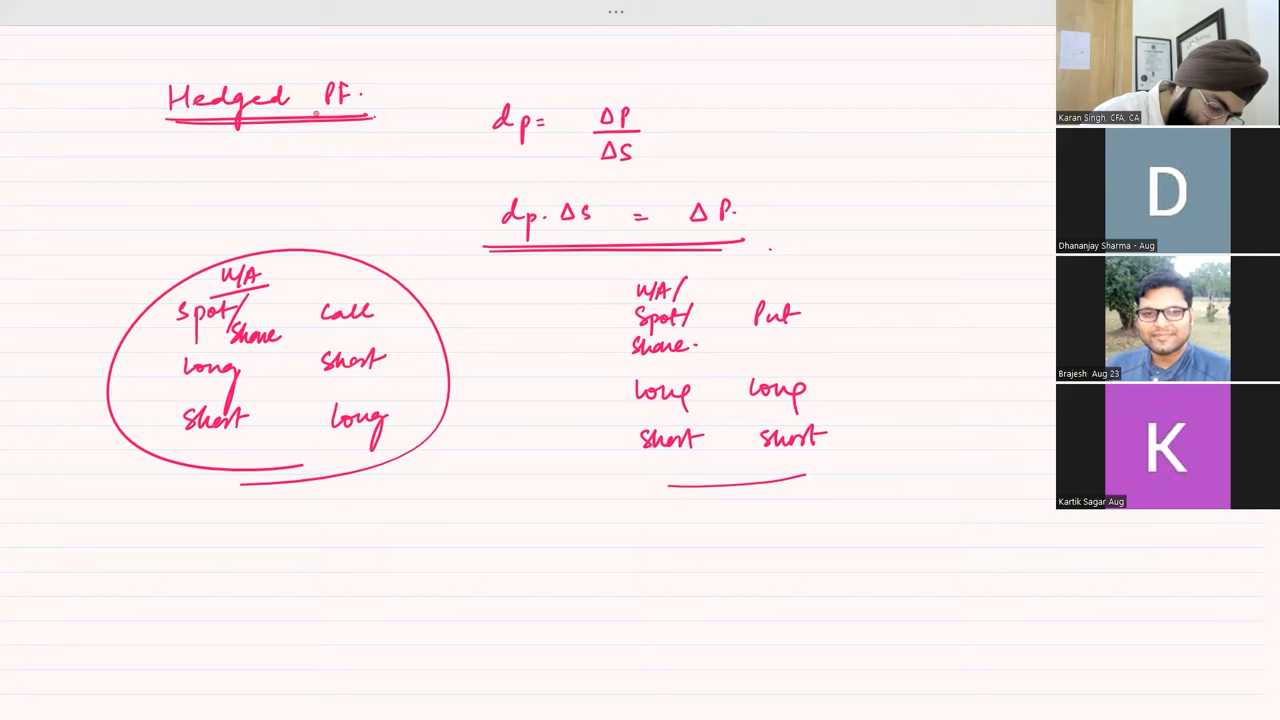 Hedged PF.
dp = ΔP
ΔS
dp. ΔS = Δ P.
U/A
Spot/ Call
Share
Long Short
Short Long
U/A/
Spot/ Put
Share.
Long Long
Short Short
Karan Singh, CFA, CA
D
Dhananjay Sharma - Aug
Brajesh Aug 23
K
Kartik Sagar Aug